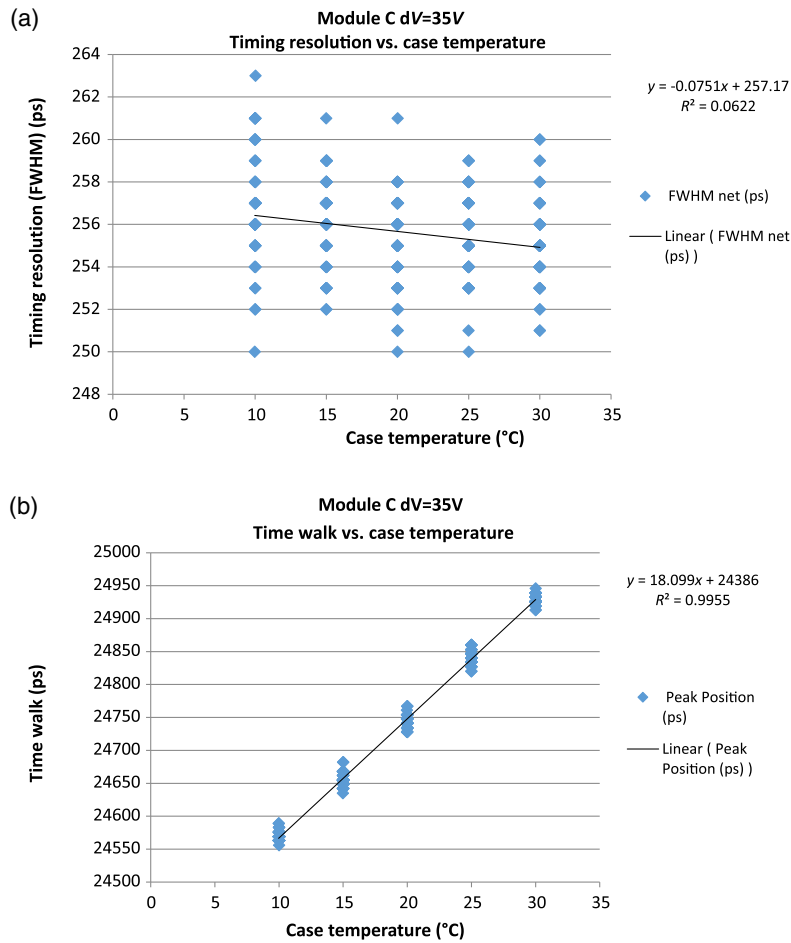 (a)
Module C dV=35V
Timing resolution vs. case temperature
y = -0.0751x + 257.17
R² = 0.0622
264
262
260
258
256
254
252
250
248
Timing resolution (FWHM) (ps)
0 5 10 15 20 25 30 35
Case temperature (°C)
FWHM net (ps)
Linear ( FWHM net
(ps) )
(b)
Module C dV=35V
Time walk vs. case temperature
y = 18.099x + 24386
R² = 0.9955
25000
24950
24900
24850
24800
24750
24700
24650
24600
24550
24500
Time walk (ps)
0 5 10 15 20 25 30 35
Case temperature (°C)
Peak Position
(ps)
Linear ( Peak
Position (ps) )